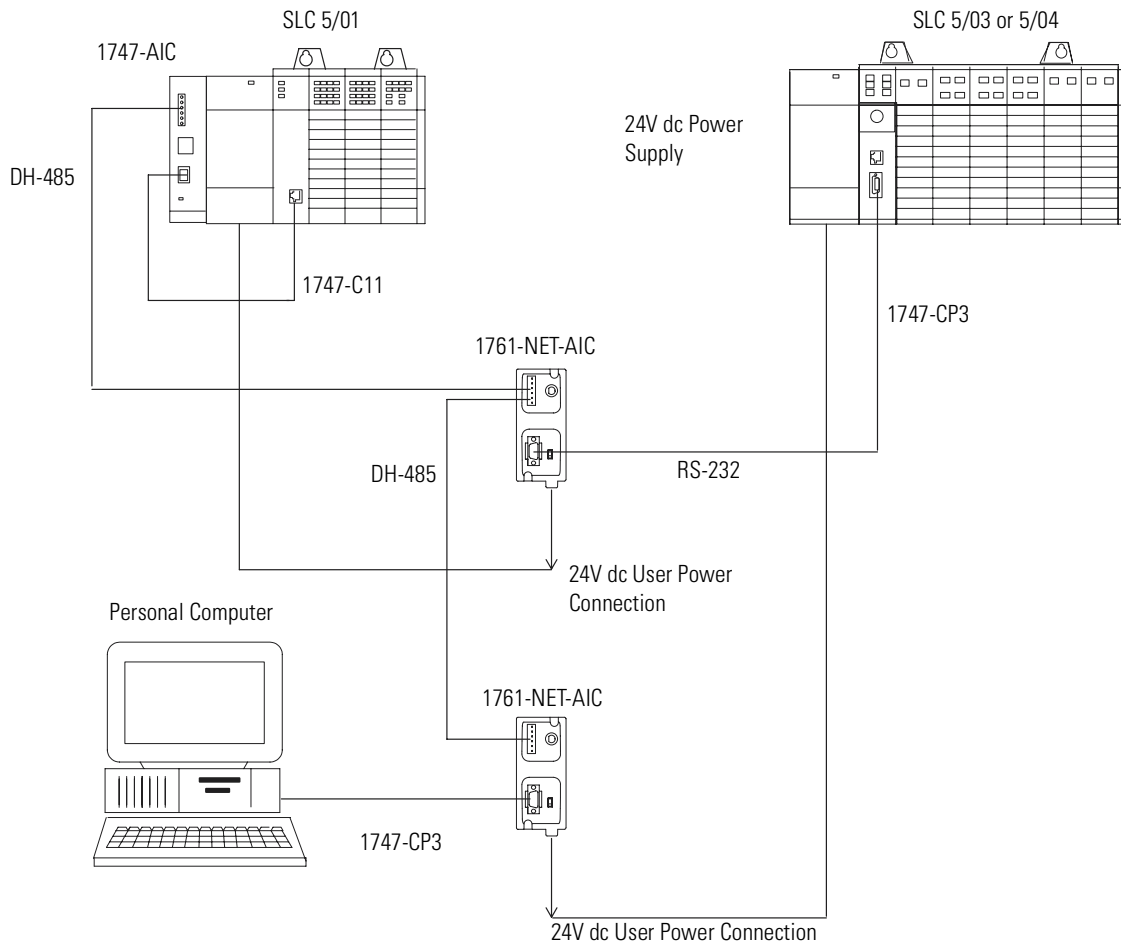 SLC 5/01
SLC 5/03 or 5/04
1747-AIC
24V dc Power
Supply
DH-485
1747-C11
1747-CP3
1761-NET-AIC
DH-485
RS-232
24V dc User Power
Connection
Personal Computer
1761-NET-AIC
1747-CP3
24V dc User Power Connection